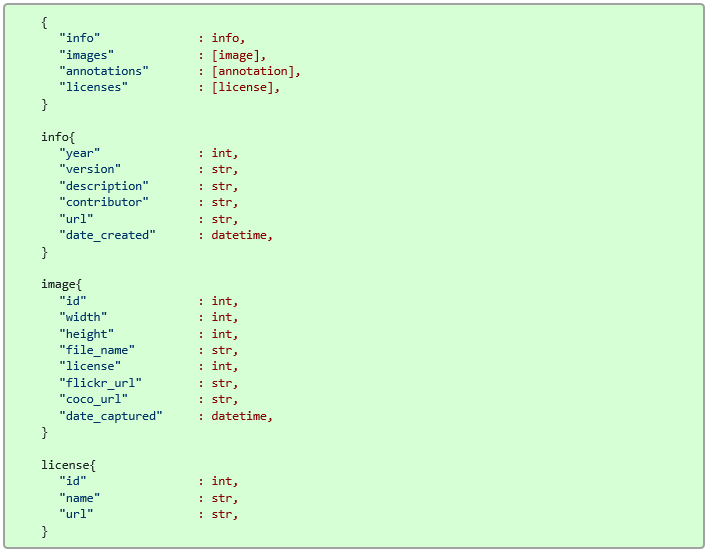 {
"info" : info,
"images" : [image],
"annotations" : [annotation],
"licenses" : [license],
}
info{
"year" : int,
"version" : str,
"description" : str,
"contributor" : str,
"url" : str,
"date_created" : datetime,
}
image{
"id" : int,
"width" : int,
"height" : int,
"file_name" : str,
"license" : int,
"flickr_url" : str,
"coco_url" : str,
"date_captured" : datetime,
}
license{
"id" : int,
"name" : str,
"url" : str,
}